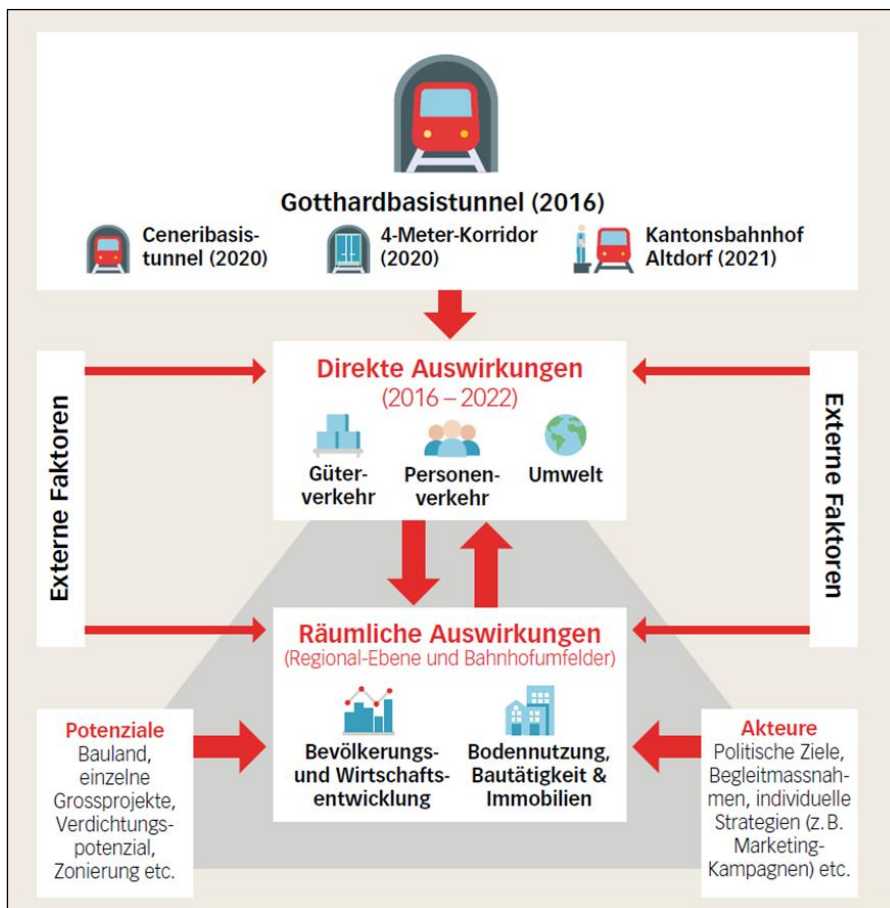 Gotthardbasistunnel (2016)
Ceneribasis-
tunnel (2020)
4-Meter-Korridor
(2020)
Kantonsbahnhof
Altdorf (2021)
Externe Faktoren
Direkte Auswirkungen
(2016 – 2022)
Güter-
verkehr
Personen-
verkehr
Umwelt
Externe Faktoren
Räumliche Auswirkungen
(Regional-Ebene und Bahnhofumfelder)
Bevölkerungs-
und Wirtschafts-
entwicklung
Bodennutzung,
Bautätigkeit &
Immobilien
Potenziale
Bauland,
einzelne
Grossprojekte,
Verdichtungs-
potenzial,
Zonierung etc.
Akteure
Politische Ziele,
Begleitmassnah-
men, individuelle
Strategien (z. B.
Marketing-
Kampagnen) etc.